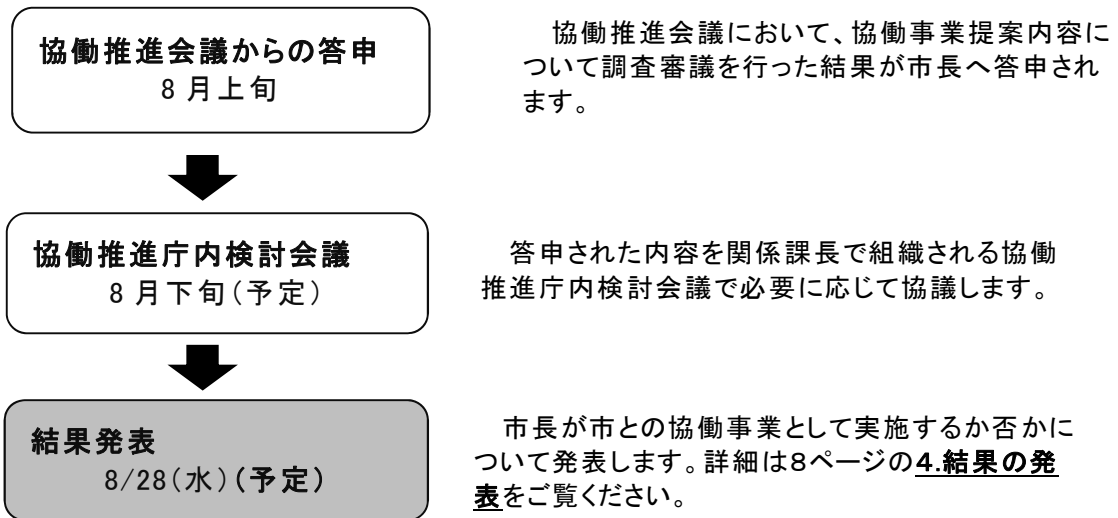 協働推進会議からの答申
8月上旬
協働推進会議において、協働事業提案内容に
ついて調査審議を行った結果が市長へ答申され
ます。
協働推進庁内検討会議
8月下旬(予定)
答申された内容を関係課長で組織される協働
推進庁内検討会議で必要に応じて協議します。
結果発表
8/28(水)(予定)
市長が市との協働事業として実施するか否かに
ついて発表します。詳細は8ページの4.結果の発
表をご覧ください。